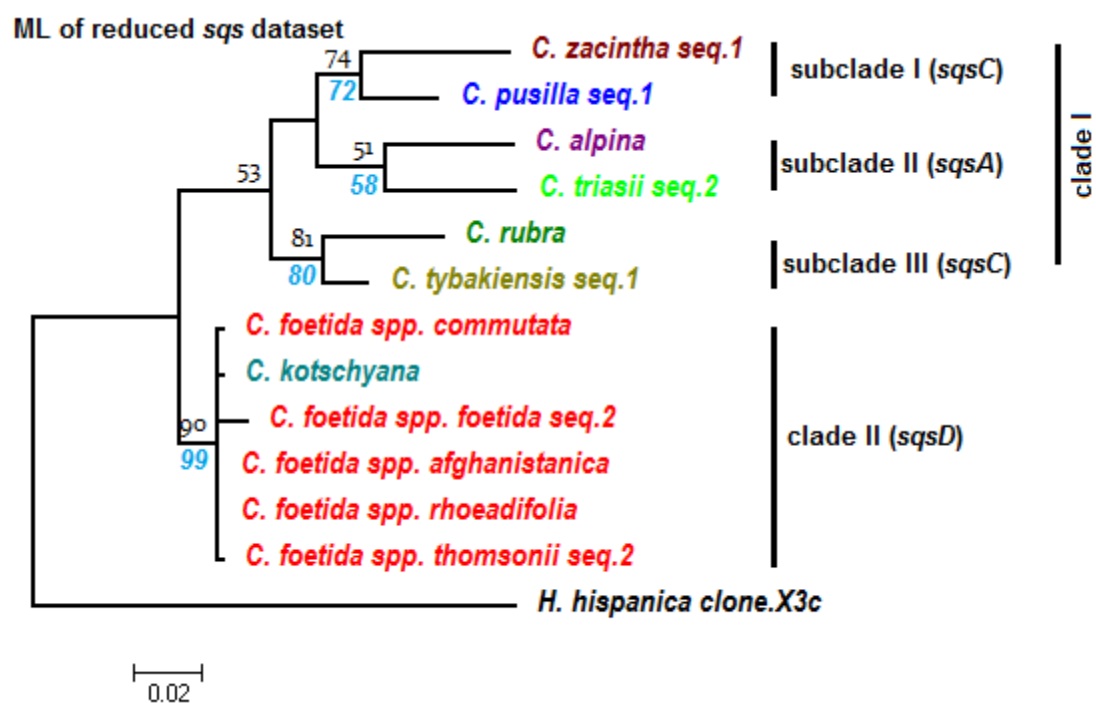 ML of reduced sqs dataset
C. zacintha seq.1
74
72
C. pusilla seq.1
subclade I (sqsC)
C. alpina
51
58
C. triasii seq.2
subclade II (sqsA)
clade I
53
C. rubra
81
80
C. tybakiensis seq.1
subclade III (sqsC)
C. foetida spp. commutata
C. kotschyana
C. foetida spp. foetida seq.2
90
99
clade II (sqsD)
C. foetida spp. afghanistanica
C. foetida spp. rhoeadifolia
C. foetida spp. thomsonii seq.2
H. hispanica clone.X3c
0.02